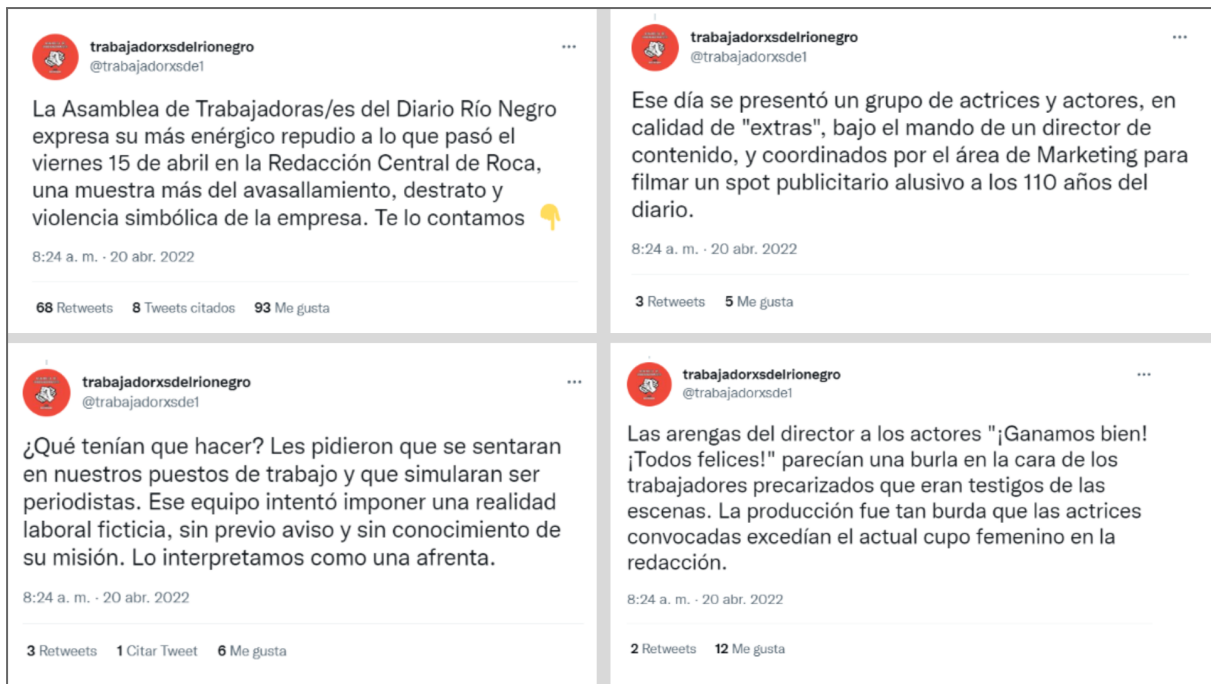 trabajadorxsdelrionegro
@trabajadorxsde1
La Asamblea de Trabajadoras/es del Diario Río Negro
expresa su más enérgico repudio a lo que pasó el
viernes 15 de abril en la Redacción Central de Roca,
una muestra más del avasallamiento, destrato y
violencia simbólica de la empresa. Te lo contamos 👇
8:24 a. m. · 20 abr. 2022
68 Retweets 8 Tweets citados 93 Me gusta
trabajadorxsdelrionegro
@trabajadorxsde1
Ese día se presentó un grupo de actrices y actores, en
calidad de "extras", bajo el mando de un director de
contenido, y coordinados por el área de Marketing para
filmar un spot publicitario alusivo a los 110 años del
diario.
8:24 a. m. · 20 abr. 2022
3 Retweets 5 Me gusta
trabajadorxsdelrionegro
@trabajadorxsde1
¿Qué tenían que hacer? Les pidieron que se sentaran
en nuestros puestos de trabajo y que simularan ser
periodistas. Ese equipo intentó imponer una realidad
laboral ficticia, sin previo aviso y sin conocimiento de
su misión. Lo interpretamos como una afrenta.
8:24 a. m. · 20 abr. 2022
3 Retweets 1 Citar Tweet 6 Me gusta
trabajadorxsdelrionegro
@trabajadorxsde1
Las arengas del director a los actores "¡Ganamos bien!
¡Todos felices!" parecían una burla en la cara de los
trabajadores precarizados que eran testigos de las
escenas. La producción fue tan burda que las actrices
convocadas excedían el actual cupo femenino en la
redacción.
8:24 a. m. · 20 abr. 2022
2 Retweets 12 Me gusta